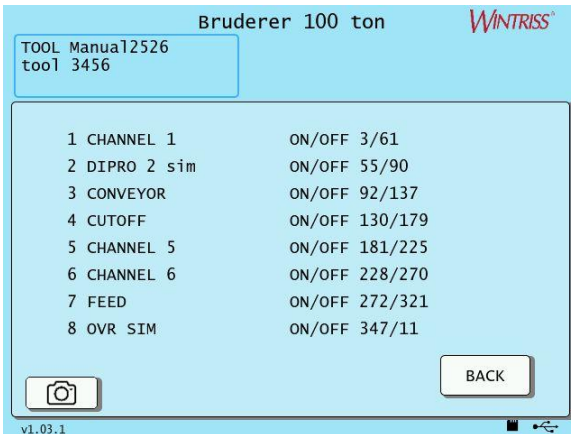 Bruderer 100 ton
WINTRISS
TOOL Manual2526
tool 3456
1 CHANNEL 1 ON/OFF 3/61
2 DIPRO 2 sim ON/OFF 55/90
3 CONVEYOR ON/OFF 92/137
4 CUTOFF ON/OFF 130/179
5 CHANNEL 5 ON/OFF 181/225
6 CHANNEL 6 ON/OFF 228/270
7 FEED ON/OFF 272/321
8 OVR SIM ON/OFF 347/11
BACK
v1.03.1